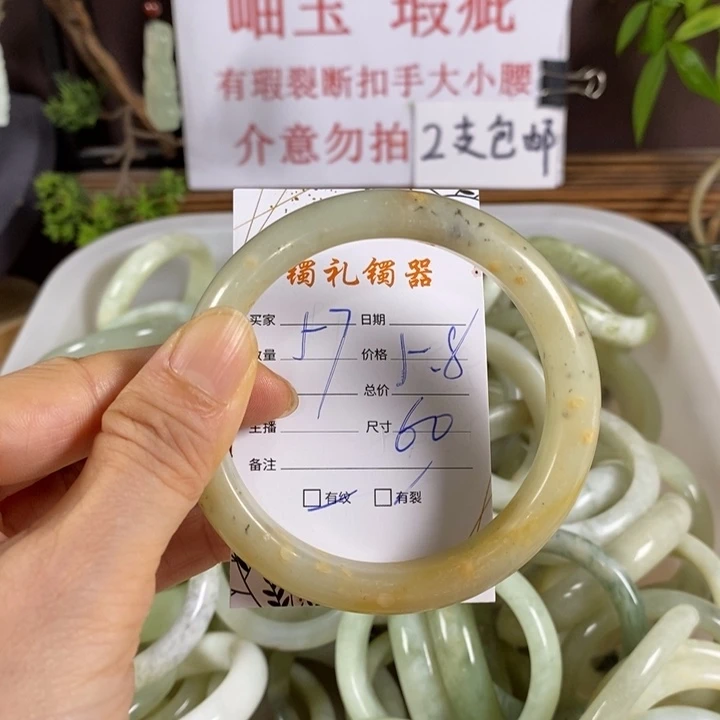 岫玉 瑕疵
有瑕裂断扣手大小腰
介意勿拍 2支包邮
镯礼镯器
买家 日期
数量 57 价格 5.8
总价
主播 尺寸 60
备注
有纹 有裂